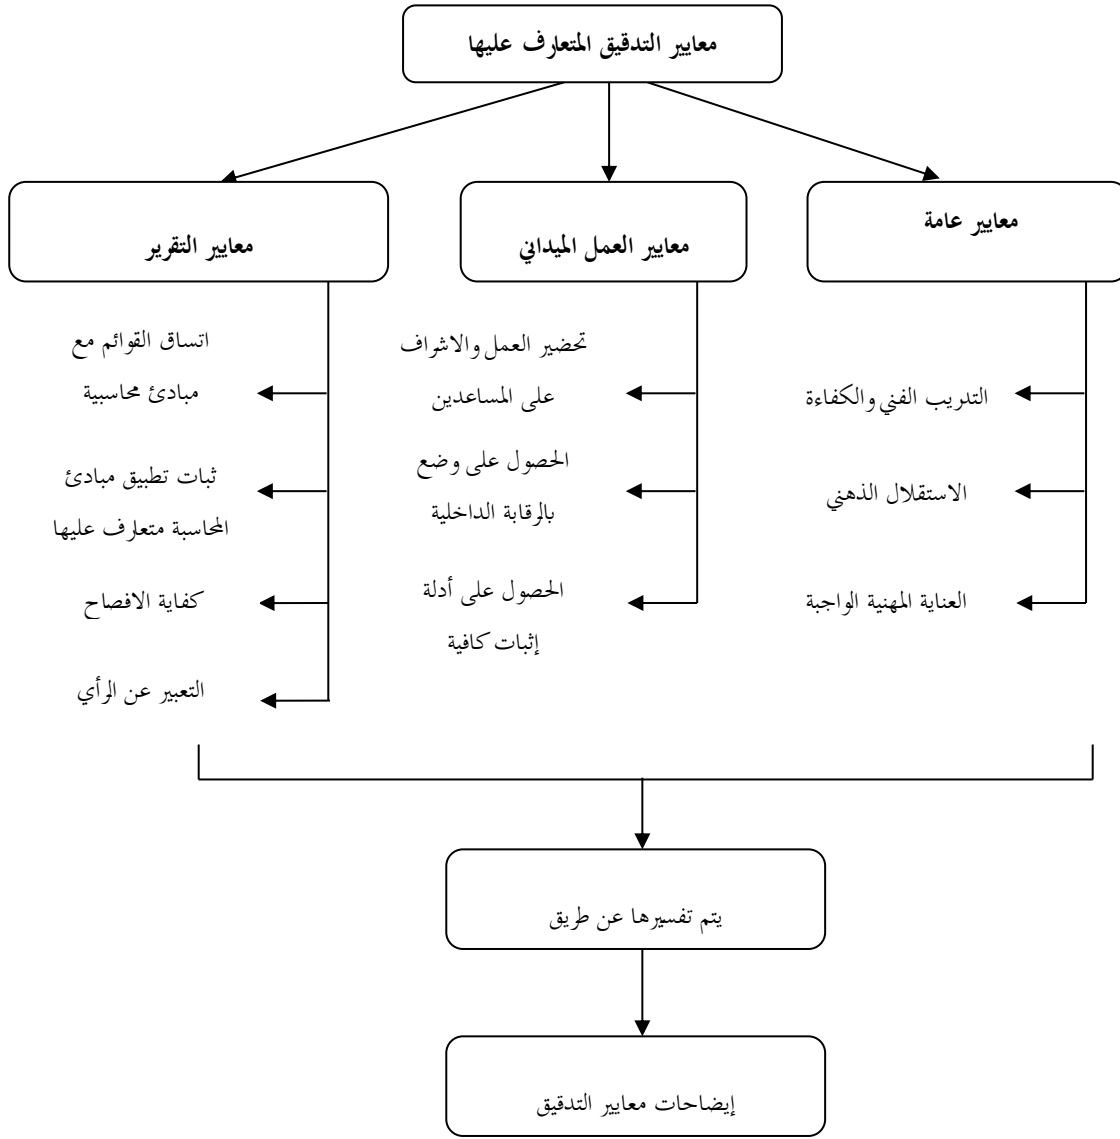 معايير التدقيق المتعارف عليها
معايير عامة
معايير العمل الميداني
معايير التقرير
التدريب الفني والكفاءة
الاستقلال الذهني
العناية المهنية الواجبة
تحضير العمل والاشراف
على المساعدين
الحصول على وضع
بالرقابة الداخلية
الحصول على أدلة
إثبات كافية
اتساق القوائم مع
مبادئ محاسبية
ثبات تطبيق مبادئ
المحاسبة متعارف عليها
كفاية الافصاح
التعبير عن الرأي
يتم تفسيرها عن طريق
إيضاحات معايير التدقيق